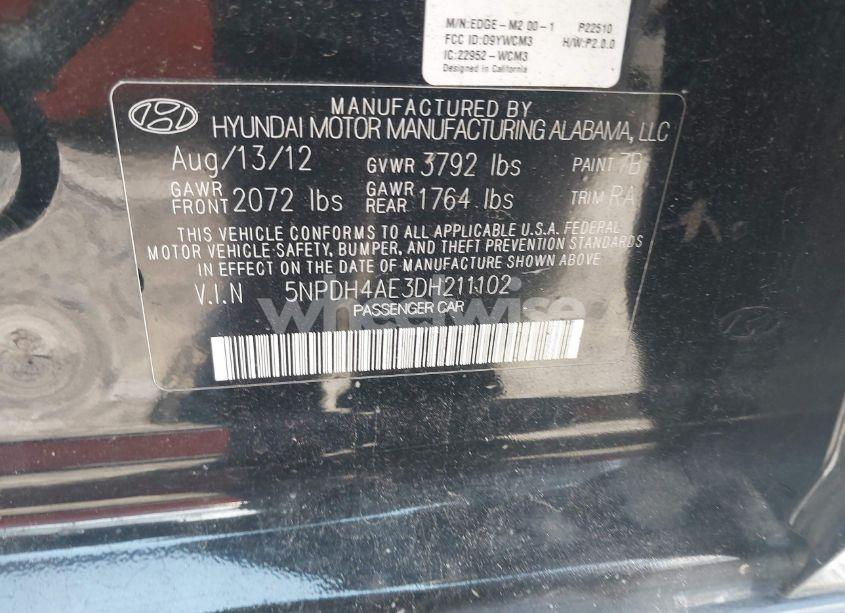 M/N:EDGE-M2 00-1 P22510
FCC ID:O9YWCM3 H/W:P2.0.0
IC:22952-WCM3
Designed in California
MANUFACTURED BY
HYUNDAI MOTOR MANUFACTURING ALABAMA, LLC
Aug/13/12 GVWR 3792 lbs PAINT 7B
GAWR FRONT 2072 lbs GAWR REAR 1764 lbs TRIM RA
THIS VEHICLE CONFORMS TO ALL APPLICABLE U.S.A. FEDERAL
MOTOR VEHICLE SAFETY, BUMPER, AND THEFT PREVENTION STANDARDS
IN EFFECT ON THE DATE OF MANUFACTURE SHOWN ABOVE
V.I.N 5NPDH4AE3DH211102
PASSENGER CAR
wheelwise